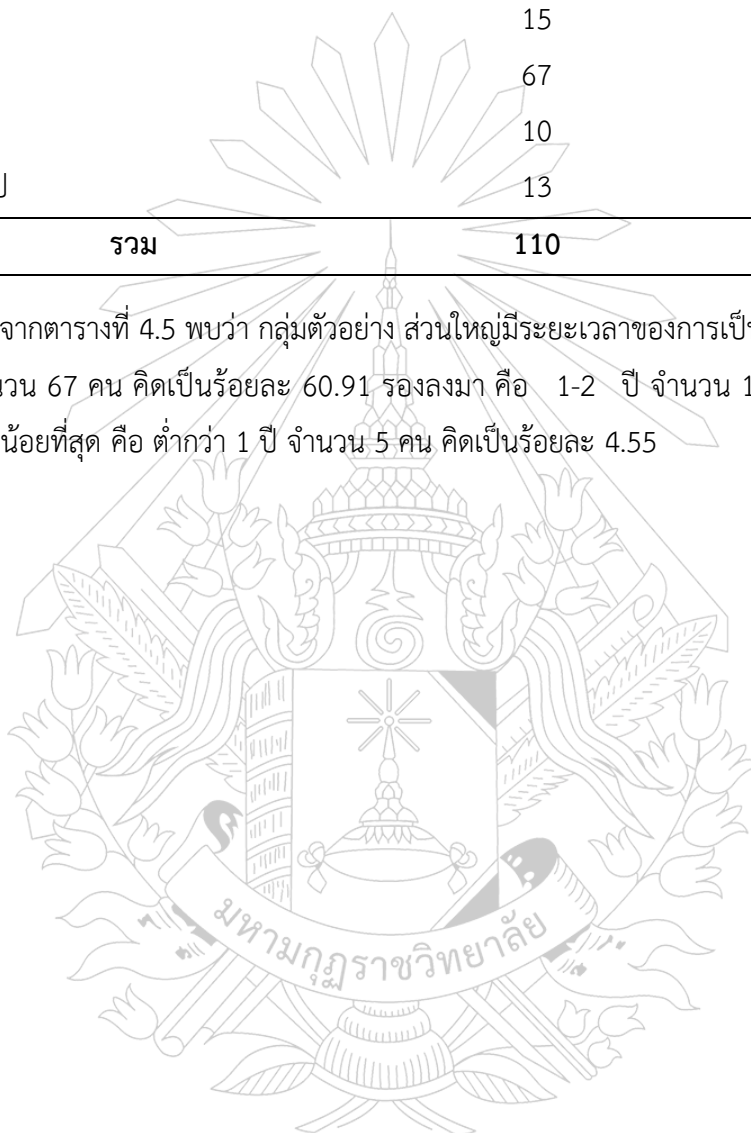 15
67
10
ป 13
รวม 110
จากตารางที่ 4.5 พบว่า กลุ่มตัวอย่าง ส่วนใหญ่มีระยะเวลาของการเป็น
นวน 67 คน คิดเป็นร้อยละ 60.91 รองลงมา คือ 1-2 ปี จำนวน 1
น้อยที่สุด คือ ต่ำกว่า 1 ปี จำนวน 5 คน คิดเป็นร้อยละ 4.55
มหามกุฏราชวิทยาลัย